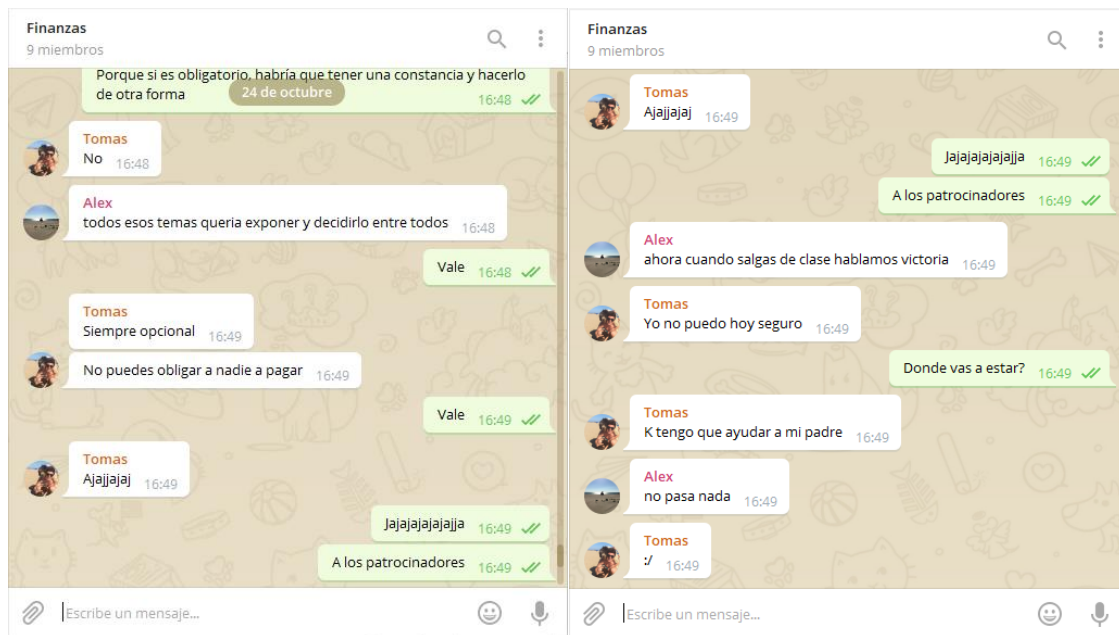 Finanzas
9 miembros
Porque si es obligatorio, habría que tener una constancia y hacerlo
de otra forma
16:48
24 de octubre
Tomas
No 16:48
Alex
todos esos temas queria exponer y decidirlo entre todos 16:48
Vale 16:48
Tomas
Siempre opcional 16:49
No puedes obligar a nadie a pagar 16:49
Vale 16:49
Tomas
Ajajjajaj 16:49
Jajajajajajajja 16:49
A los patrocinadores 16:49
Escribe un mensaje...
Finanzas
9 miembros
Tomas
Ajajjajaj 16:49
Jajajajajajajja 16:49
A los patrocinadores 16:49
Alex
ahora cuando salgas de clase hablamos victoria 16:49
Tomas
Yo no puedo hoy seguro 16:49
Donde vas a estar? 16:49
Tomas
K tengo que ayudar a mi padre 16:49
Alex
no pasa nada 16:49
Tomas
:/ 16:49
Escribe un mensaje...